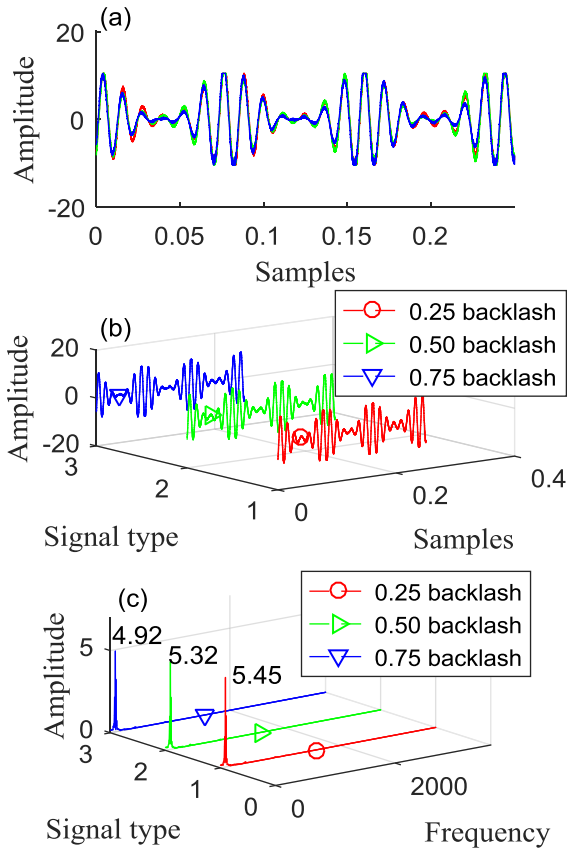 (a)
20
0
-20
Amplitude
0 0.05 0.1 0.15 0.2
Samples
(b)
0.25 backlash
0.50 backlash
0.75 backlash
20
0
-20
Amplitude
3 2 1
0 0.2 0.4
Signal type
Samples
(c)
0.25 backlash
0.50 backlash
0.75 backlash
4.92
5.32
5.45
5
0
Amplitude
3 2 1 0
0 2000
Signal type
Frequency